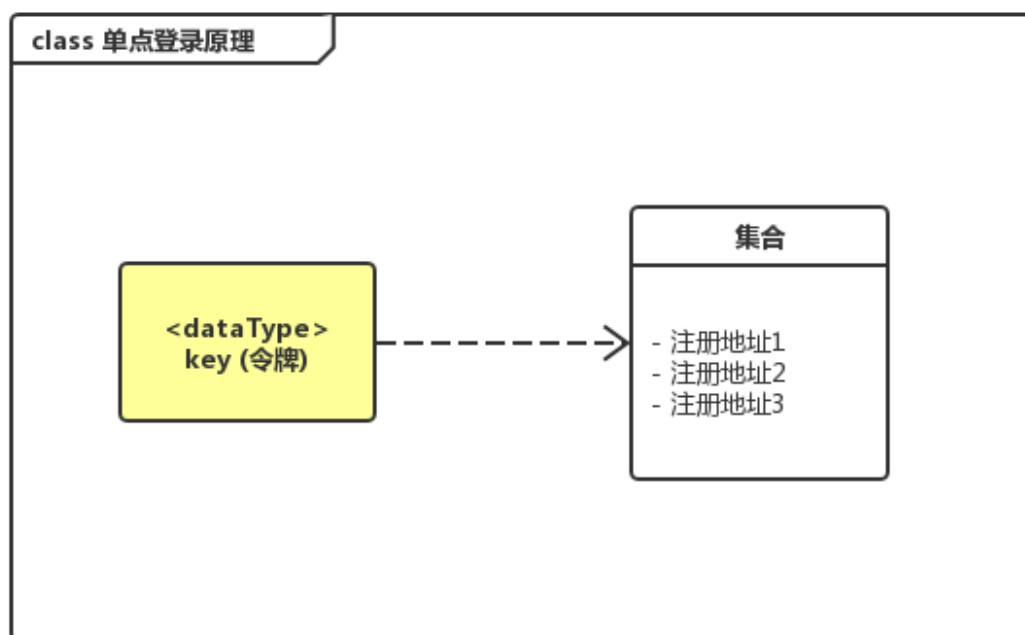 class 单点登录原理
<dataType>
key (令牌)
集合
- 注册地址1
- 注册地址2
- 注册地址3